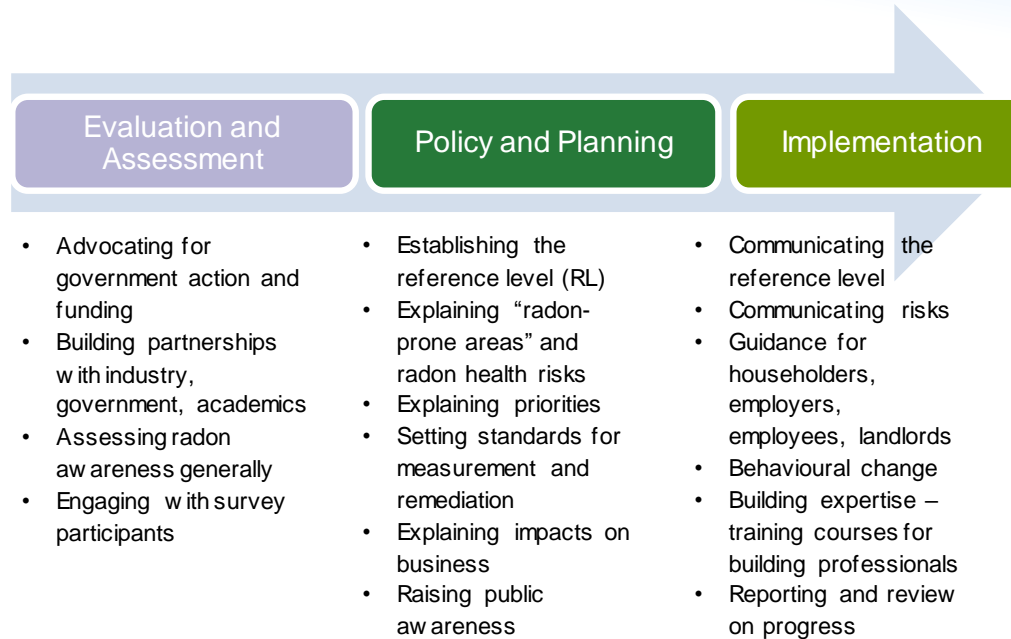 Evaluation and
Assessment
• Advocating for
government action and
funding
• Building partnerships
with industry,
government, academics
• Assessing radon
awareness generally
• Engaging with survey
participants
Policy and Planning
• Establishing the
reference level (RL)
• Explaining “radon-
prone areas” and
radon health risks
• Explaining priorities
• Setting standards for
measurement and
remediation
• Explaining impacts on
business
• Raising public
awareness
Implementation
• Communicating the
reference level
• Communicating risks
• Guidance for
householders,
employers,
employees, landlords
• Behavioural change
• Building expertise –
training courses for
building professionals
• Reporting and review
on progress